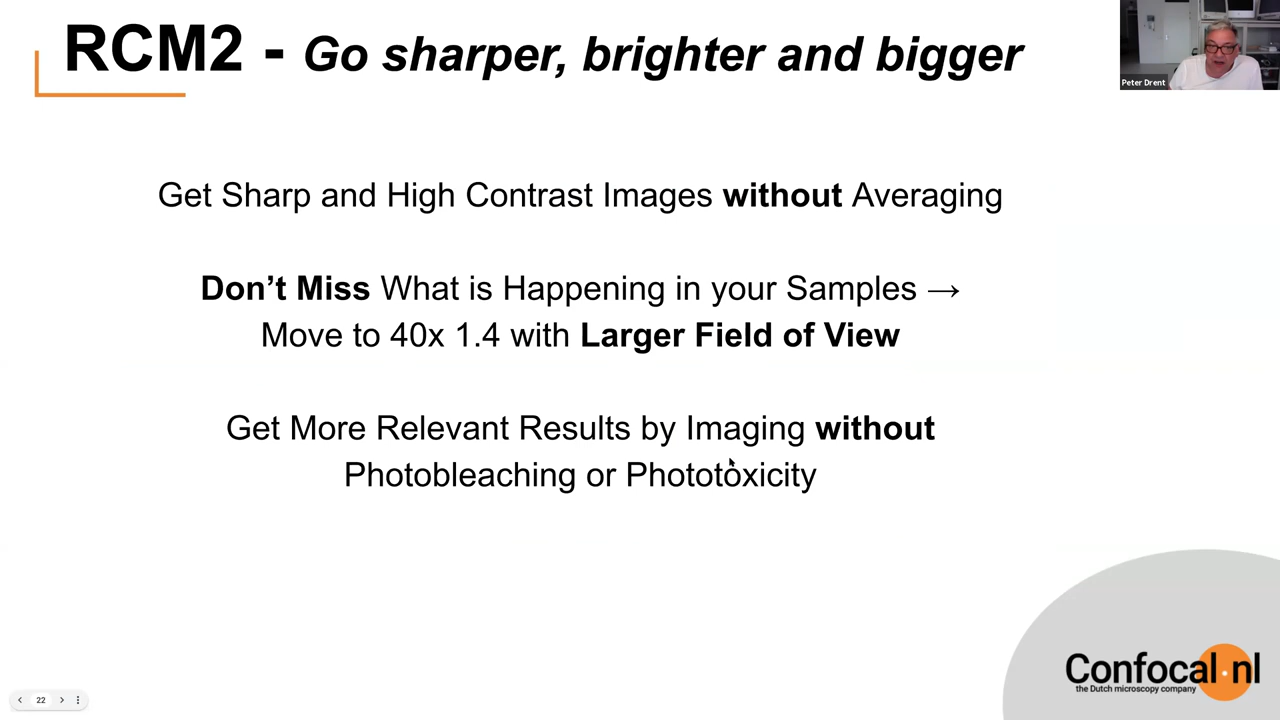 RCM2 - Go sharper, brighter and bigger
Peter Drent
Get Sharp and High Contrast Images without Averaging
Don’t Miss What is Happening in your Samples →
Move to 40x 1.4 with Larger Field of View
Get More Relevant Results by Imaging without
Photobleaching or Phototoxicity
Confocal·nl
the Dutch microscopy company
22